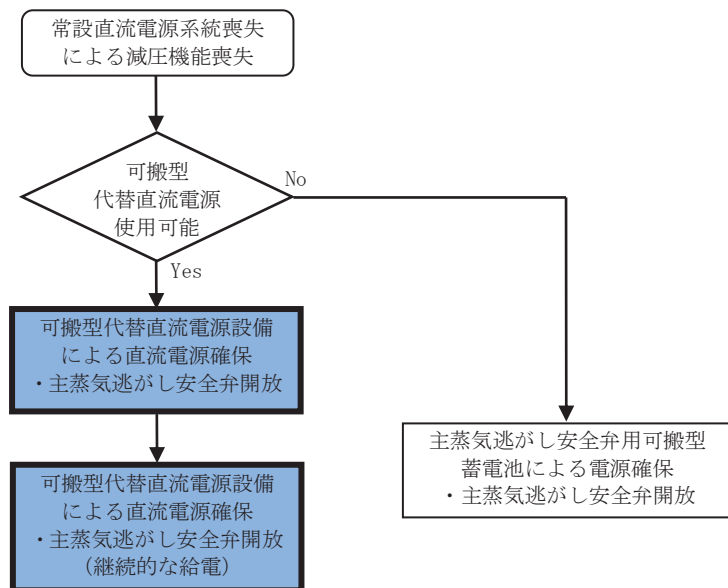 常設直流電源系統喪失
による減圧機能喪失
可搬型
代替直流電源
使用可能
No
Yes
可搬型代替直流電源設備
による直流電源確保
・主蒸気逃がし安全弁開放
主蒸気逃がし安全弁用可搬型
蓄電池による電源確保
・主蒸気逃がし安全弁開放
可搬型代替直流電源設備
による直流電源確保
・主蒸気逃がし安全弁開放
(継続的な給電)